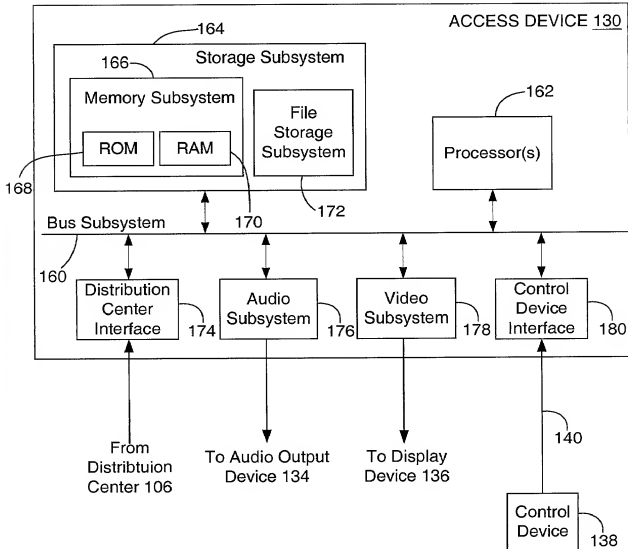 ACCESS DEVICE 130
164
Storage Subsystem
166
Memory Subsystem
ROM
RAM
168
170
File
Storage
Subsystem
172
162
Processor(s)
Bus Subsystem
160
Distribution
Center
Interface
174
Audio
Subsystem
176
Video
Subsystem
178
Control
Device
Interface
180
From
Distribtuion
Center 106
To Audio Output
Device 134
To Display
Device 136
140
Control
Device
138